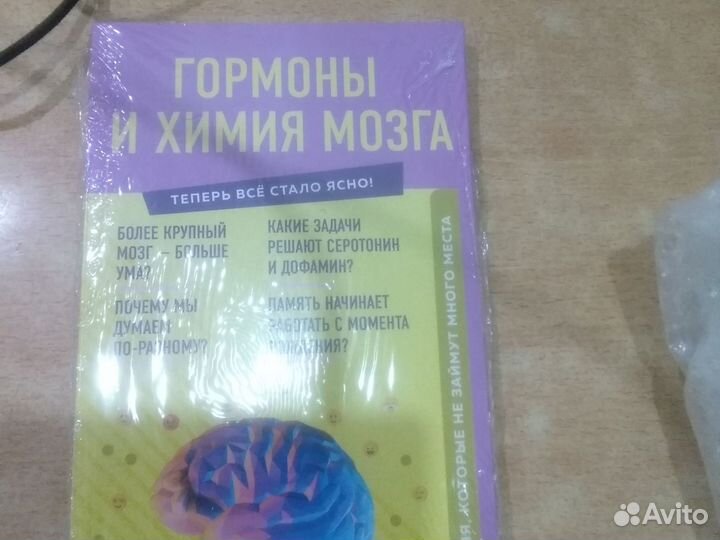 ГОРМОНЫ
И ХИМИЯ МОЗГА
ТЕПЕРЬ ВСЁ СТАЛО ЯСНО!
БОЛЕЕ КРУПНЫЙ
МОЗГ – БОЛЬШЕ
УМА?
КАКИЕ ЗАДАЧИ
РЕШАЮТ СЕРОТОНИН
И ДОФАМИН?
ПОЧЕМУ МЫ
ДУМАЕМ
ПО-РАЗНОМУ?
ПАМЯТЬ НАЧИНАЕТ
РАБОТАТЬ С МОМЕНТА
РОЖДЕНИЯ?
КОТОРЫЕ НЕ ЗАЙМУТ МНОГО МЕСТА
Avito